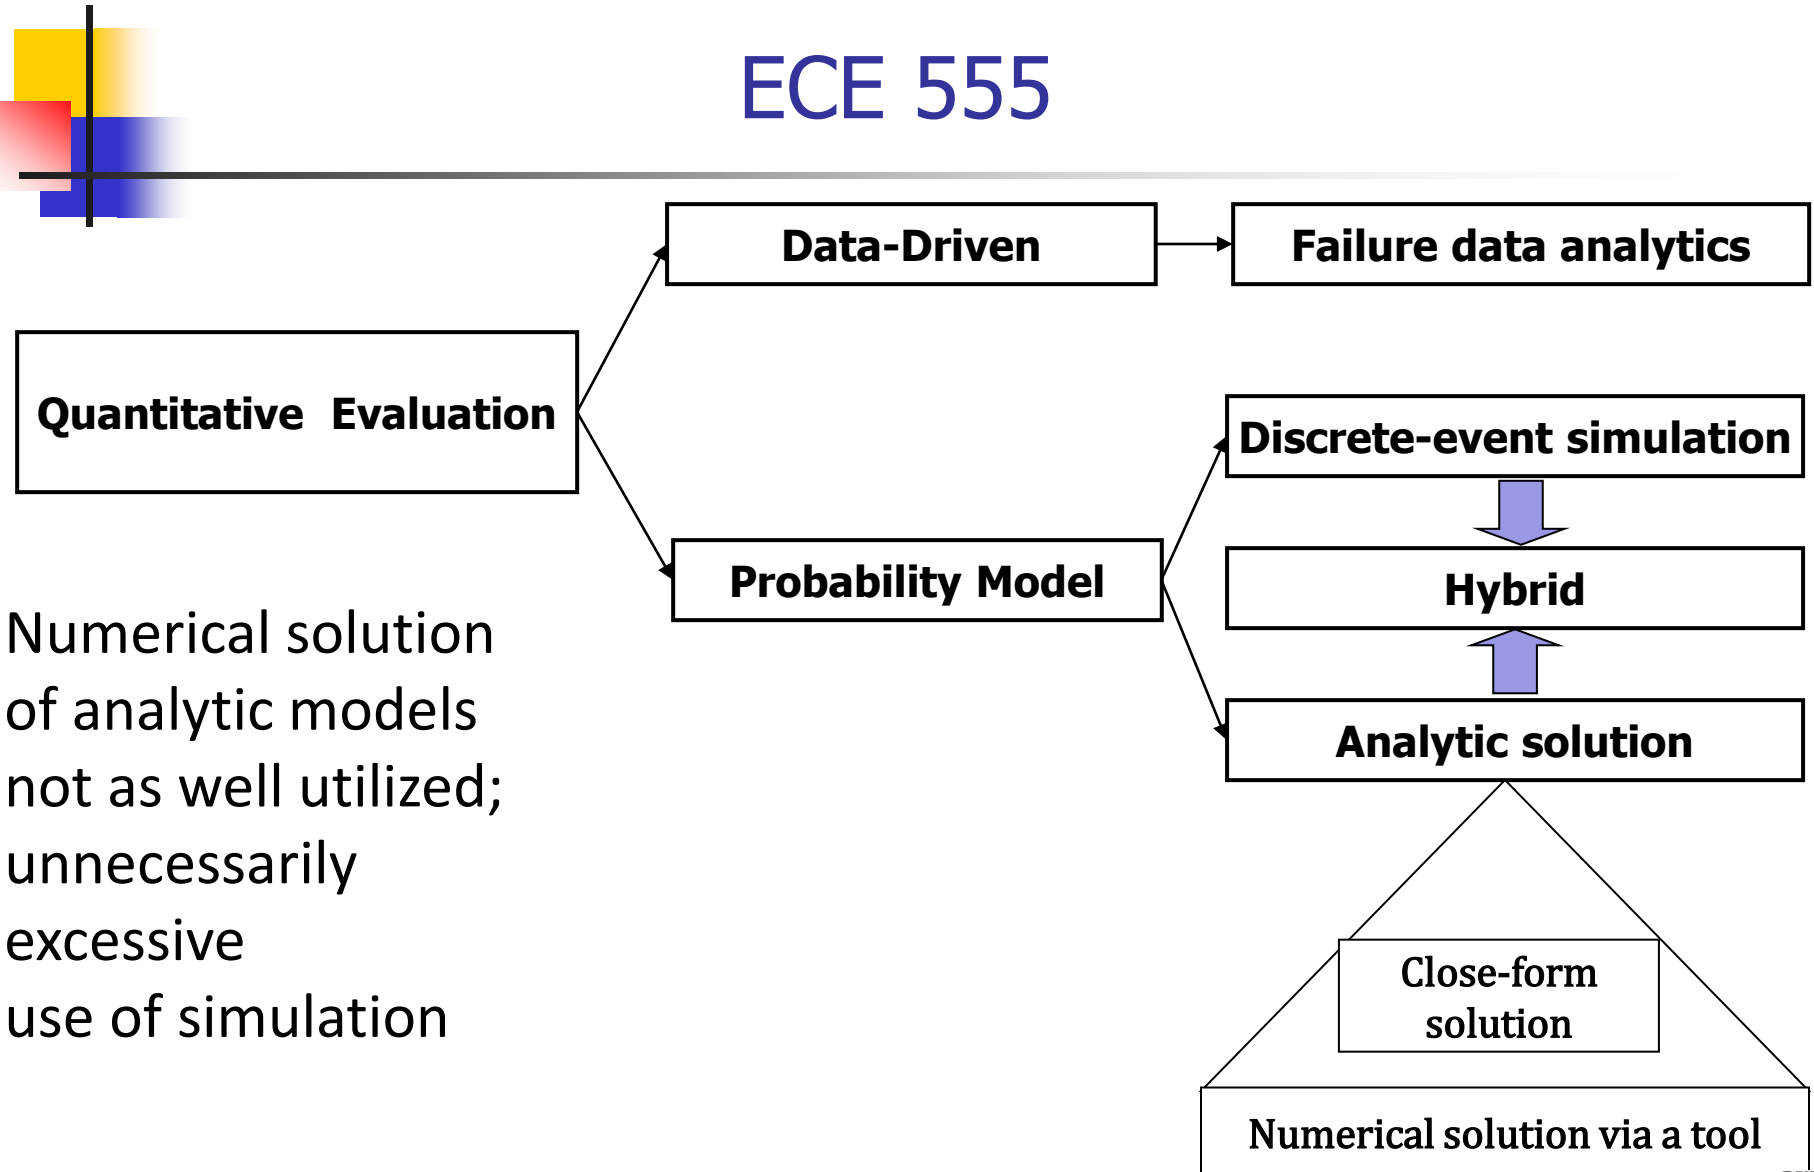 ECE 555
Data-Driven
Failure data analytics
Quantitative Evaluation
Discrete-event simulation
Probability Model
Hybrid
Analytic solution
Numerical solution
of analytic models
not as well utilized;
unnecessarily
excessive
use of simulation
Close-form
solution
Numerical solution via a tool